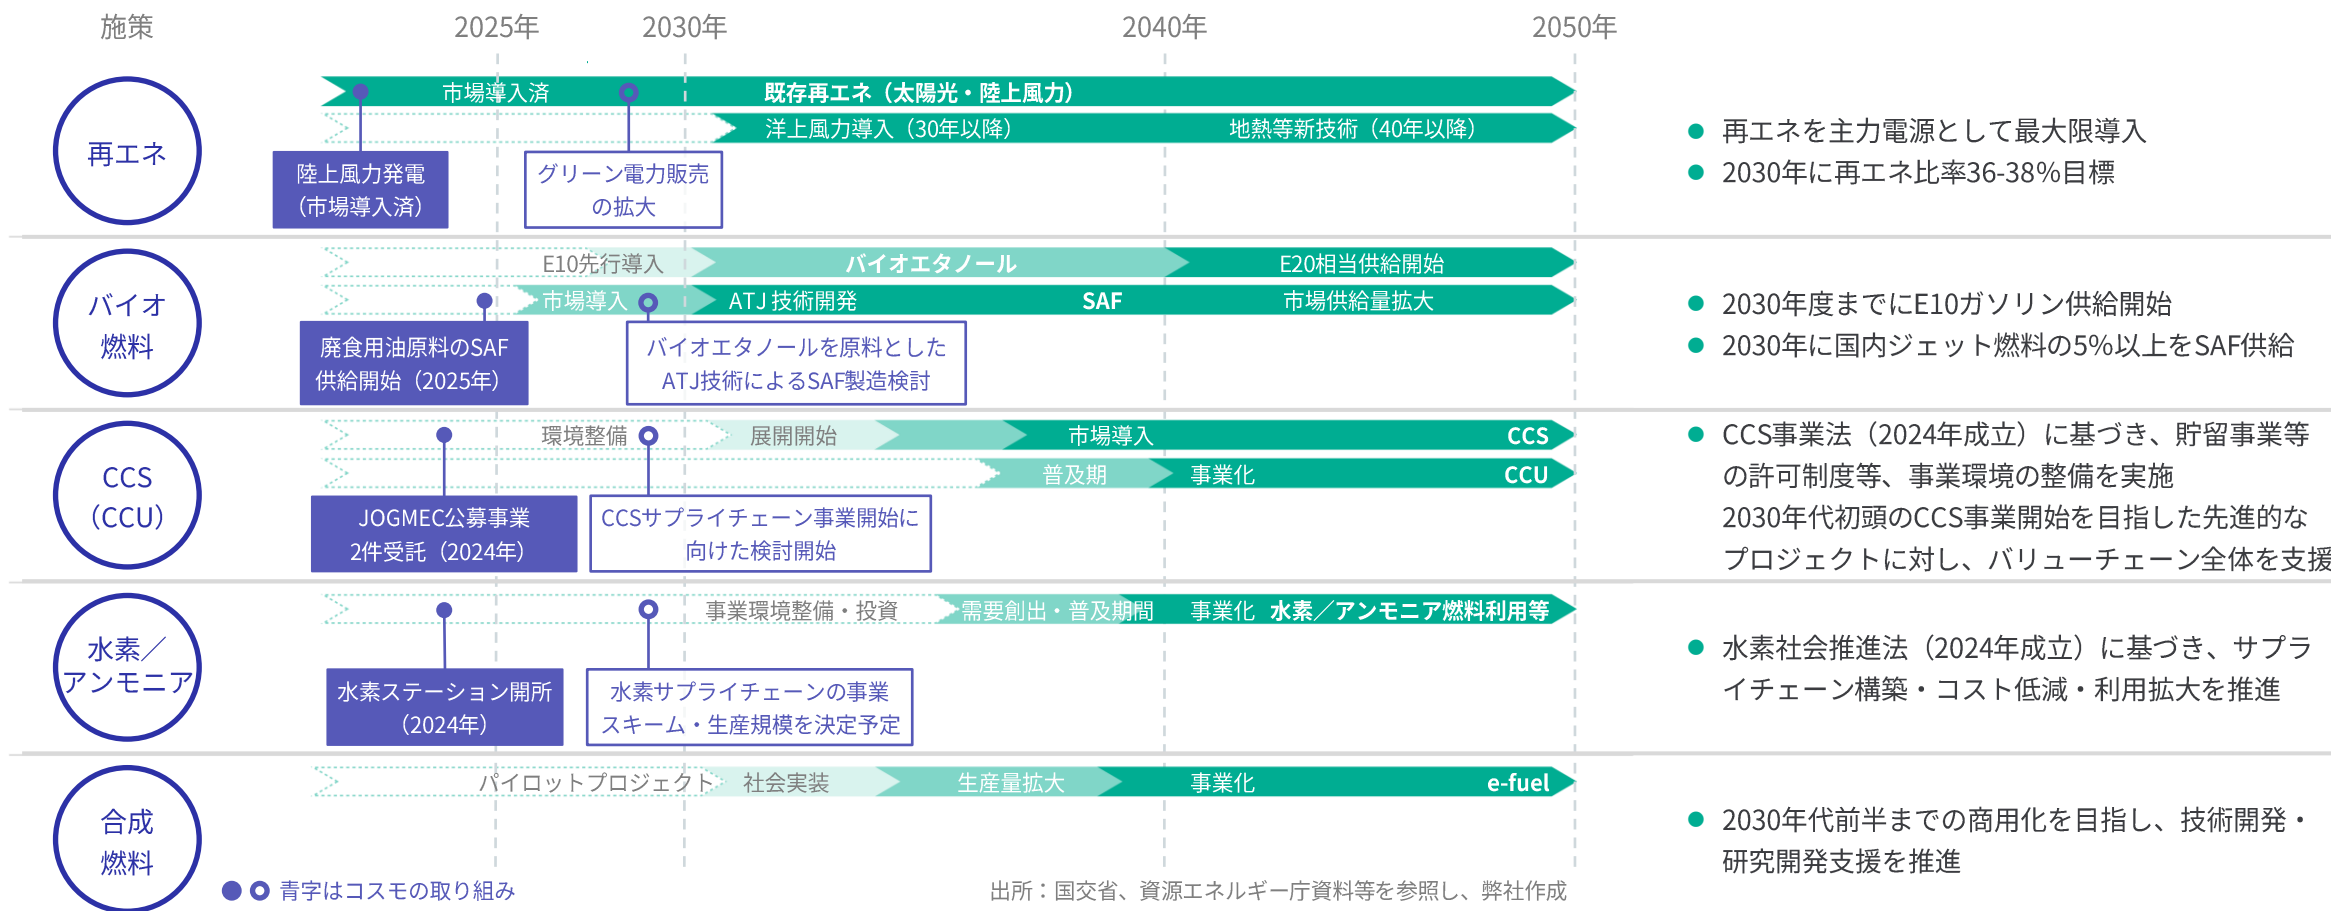 施策
2025年
2030年
2040年
2050年
再エネ
市場導入済
既存再エネ（太陽光・陸上風力）
洋上風力導入（30年以降）
地熱等新技術（40年以降）
陸上風力発電
（市場導入済）
グリーン電力販売
の拡大
再エネを主力電源として最大限導入
2030年に再エネ比率36-38%目標
バイオ
燃料
E10先行導入
バイオエタノール
E20相当供給開始
市場導入
ATJ 技術開発
SAF
市場供給量拡大
廃食用油原料のSAF
供給開始（2025年）
バイオエタノールを原料とした
ATJ技術によるSAF製造検討
2030年度までにE10ガソリン供給開始
2030年に国内ジェット燃料の5%以上をSAF供給
CCS
（CCU）
環境整備
展開開始
市場導入
CCS
普及期
事業化
CCU
JOGMEC公募事業
2件受託（2024年）
CCSサプライチェーン事業開始に
向けた検討開始
CCS事業法（2024年成立）に基づき、貯留事業等
の許可制度等、事業環境の整備を実施
2030年代初頭のCCS事業開始を目指した先進的な
プロジェクトに対し、バリューチェーン全体を支援
水素／
アンモニア
事業環境整備・投資
需要創出・普及期間
事業化
水素／アンモニア燃料利用等
水素ステーション開所
（2024年）
水素サプライチェーンの事業
スキーム・生産規模を決定予定
水素社会推進法（2024年成立）に基づき、サプラ
イチェーン構築・コスト低減・利用拡大を推進
合成
燃料
パイロットプロジェクト
社会実装
生産量拡大
事業化
e-fuel
2030年代前半までの商用化を目指し、技術開発・
研究開発支援を推進
青字はコスモの取り組み
出所：国交省、資源エネルギー庁資料等を参照し、弊社作成